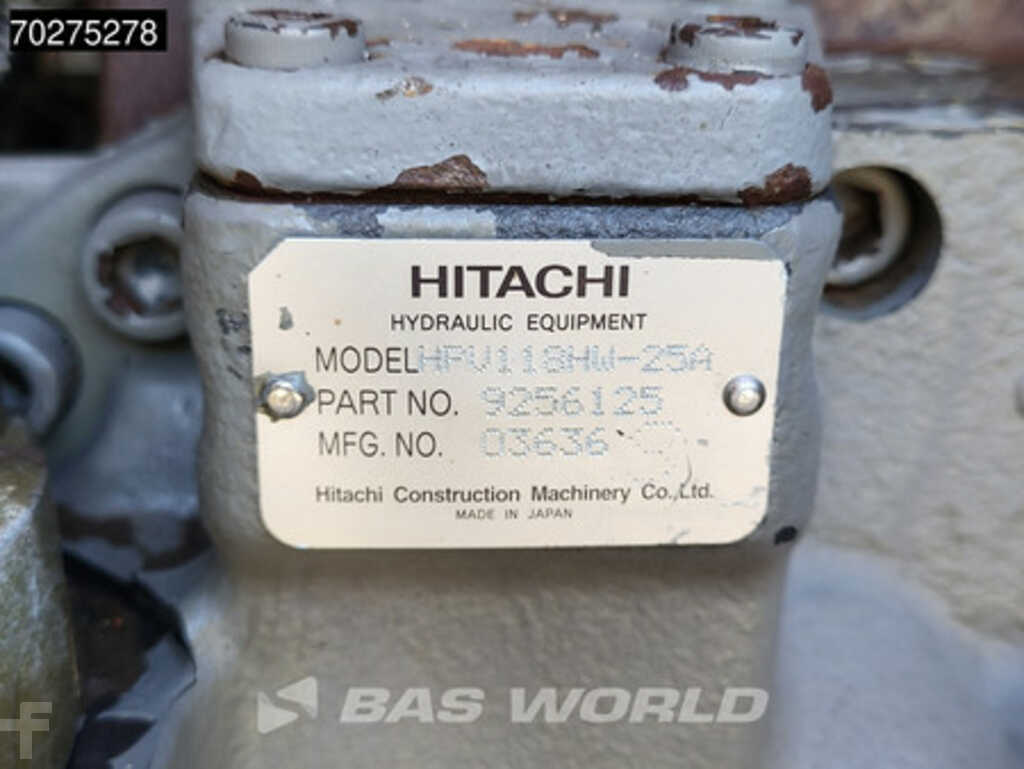 70275278
HITACHI
HYDRAULIC EQUIPMENT
MODEL HPV118HW-25A
PART NO. 9256125
MFG. NO. 03636
Hitachi Construction Machinery Co.,Ltd.
MADE IN JAPAN
BAS WORLD